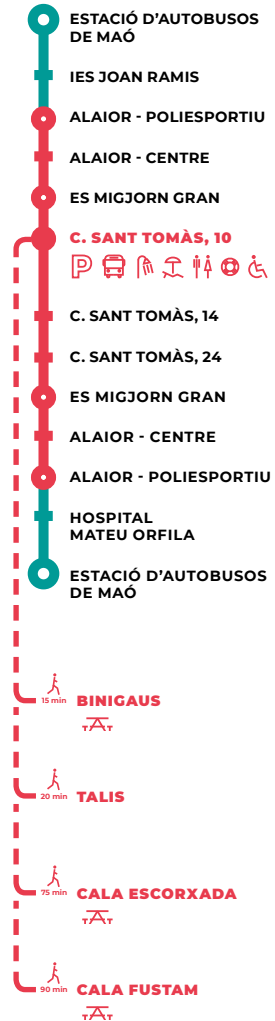 ESTACIÓ D'AUTOBUSOS
DE MAÓ
IES JOAN RAMIS
ALAIOR - POLIESPORTIU
ALAIOR - CENTRE
ES MIGJORN GRAN
C. SANT TOMÀS, 10
P
C. SANT TOMÀS, 14
C. SANT TOMÀS, 24
ES MIGJORN GRAN
ALAIOR - CENTRE
ALAIOR - POLIESPORTIU
HOSPITAL
MATEU ORFILA
ESTACIÓ D'AUTOBUSOS
DE MAÓ
15 min BINIGAUS
20 min TALIS
75 min CALA ESCORXADA
90 min CALA FUSTAM